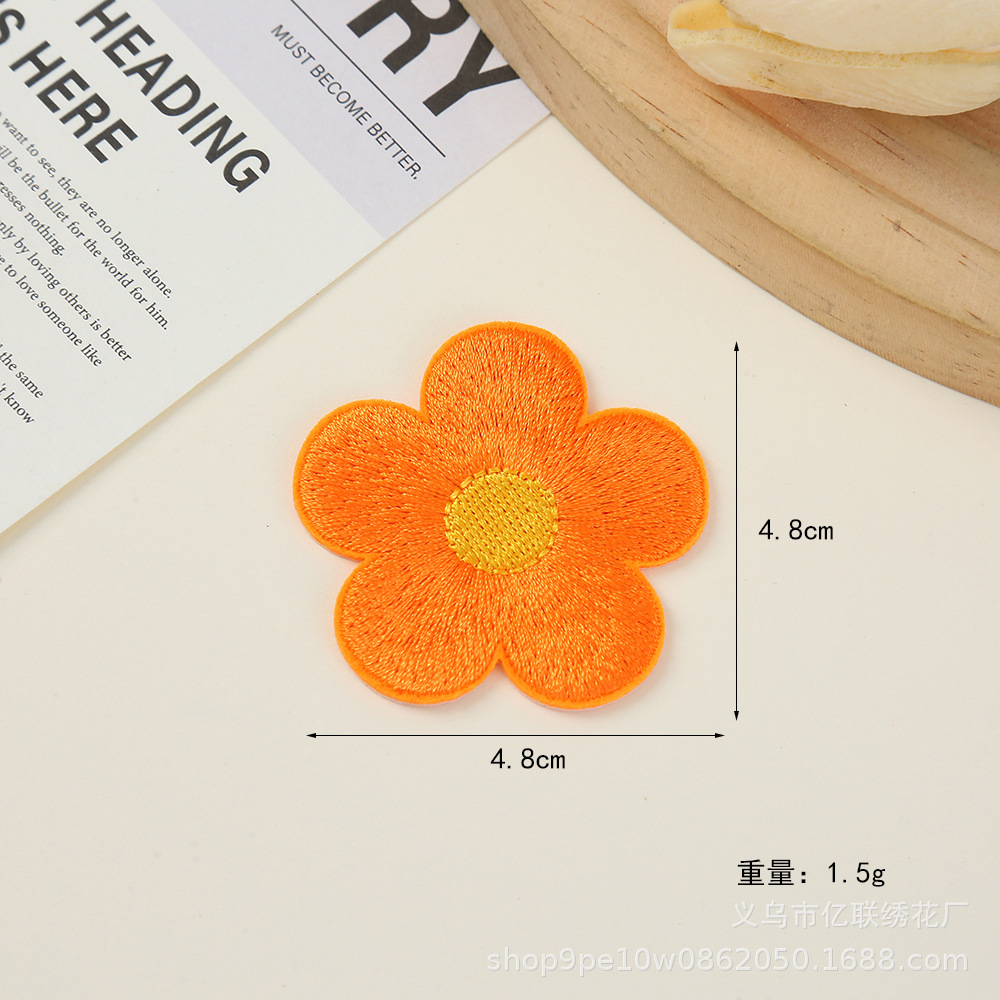 HEADING
S HERE
RY
MUST BECOME BETTER.
want to see, they are no longer alone.
ill be the bullet for the world for him.
resses nothing.
nly by loving others is better
e to love someone like
d the same
't know
4.8cm
4.8cm
重量：1.5g
义乌市亿联绣花厂
shop9pe10w0862050.1688.com